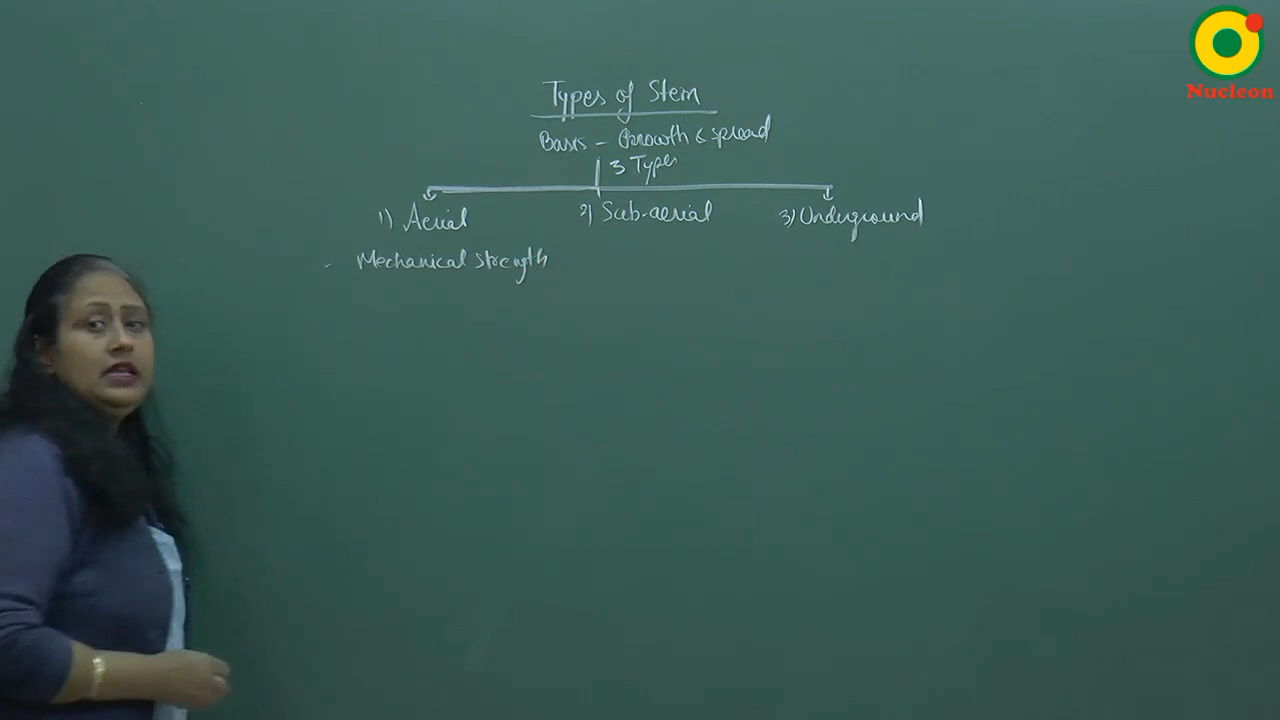 Nucleon
Types of Stem
Basis - Growth & spread
3 Types
1) Aerial 2) Sub-aerial 3) Underground
- Mechanical strength